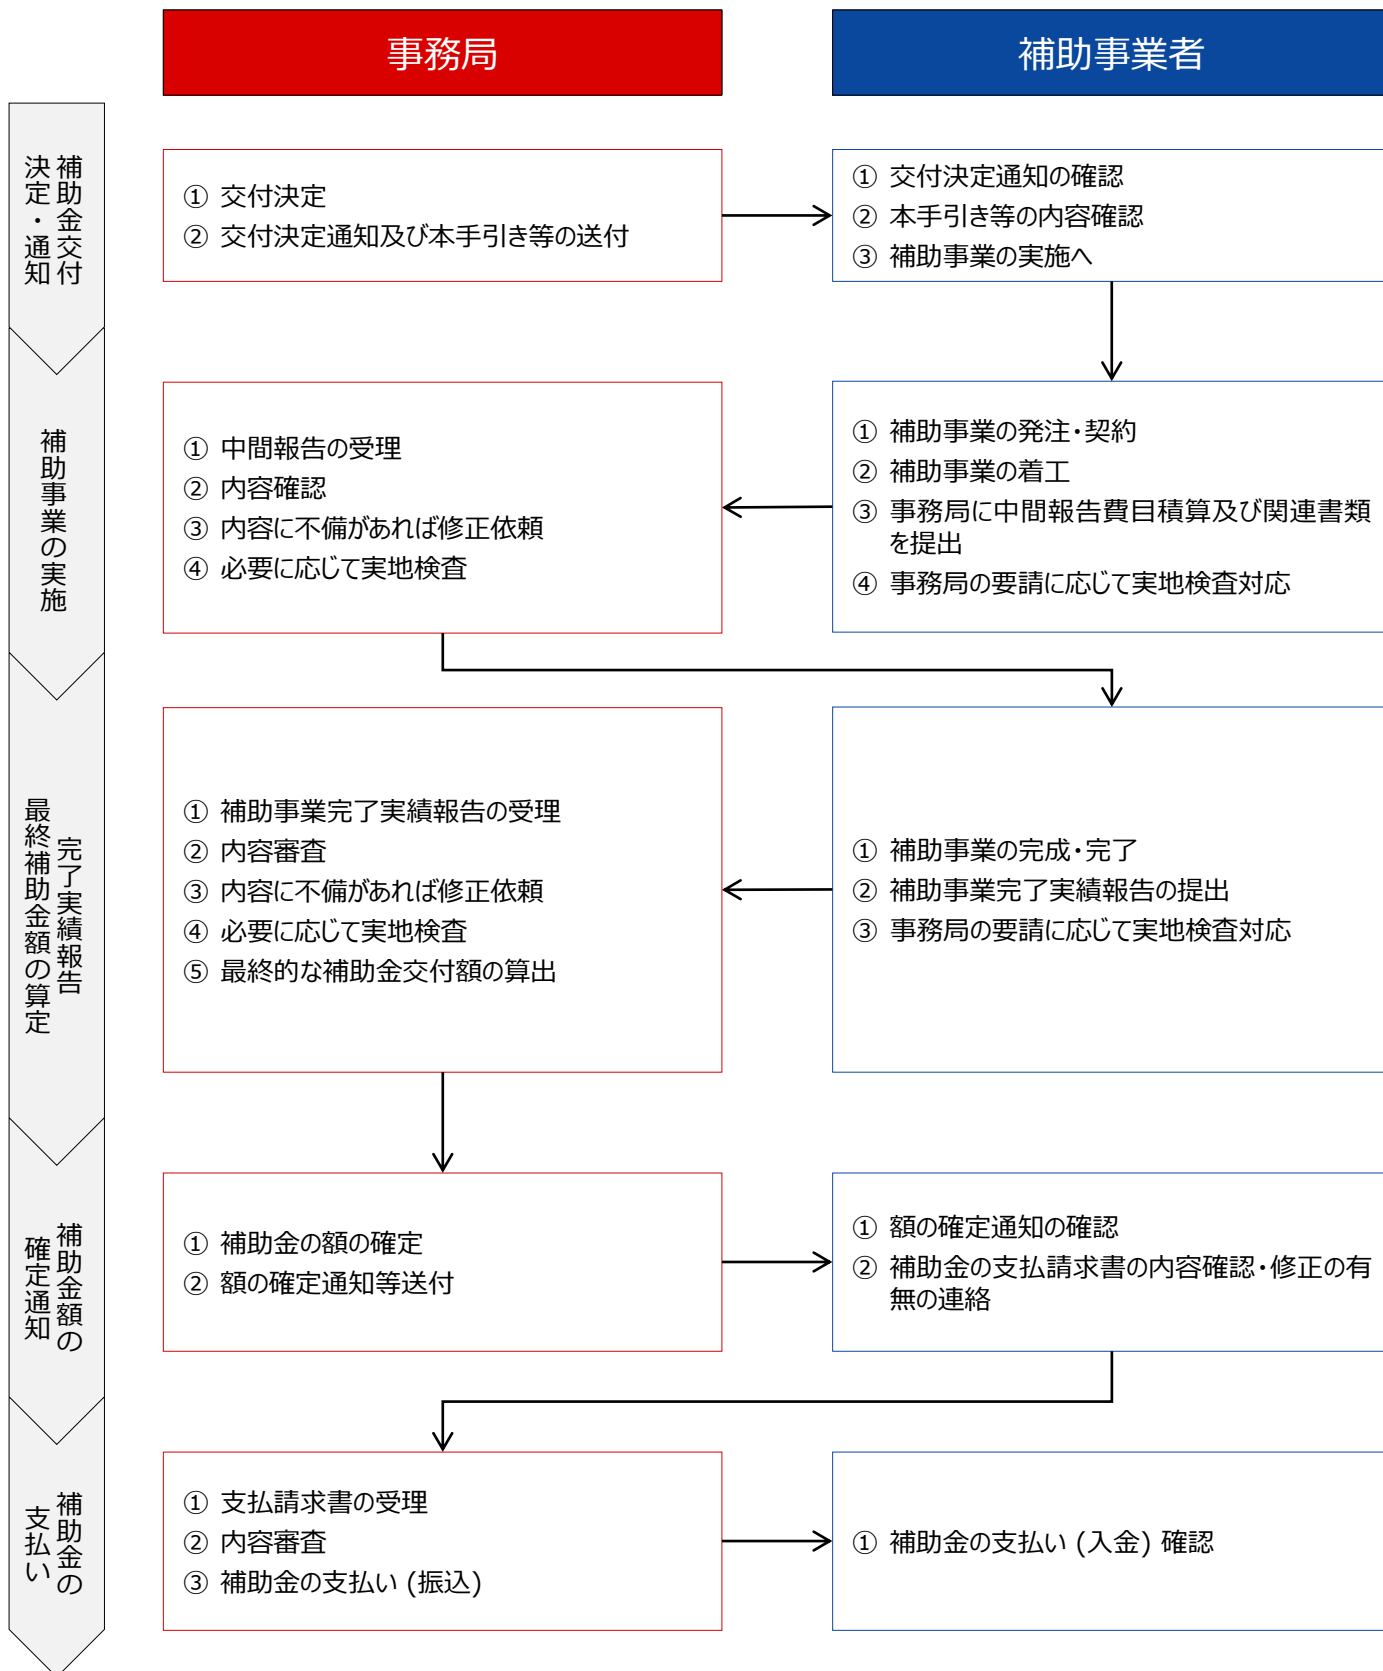 事務局
補助事業者
補助金交付
決定・通知
① 交付決定
② 交付決定通知及び本手引き等の送付
① 交付決定通知の確認
② 本手引き等の内容確認
③ 補助事業の実施へ
補助事業の実施
① 中間報告の受理
② 内容確認
③ 内容に不備があれば修正依頼
④ 必要に応じて実地検査
① 補助事業の発注・契約
② 補助事業の着工
③ 事務局に中間報告費目積算及び関連書類
を提出
④ 事務局の要請に応じて実地検査対応
完了実績報告
最終補助金額の算定
① 補助事業完了実績報告の受理
② 内容審査
③ 内容に不備があれば修正依頼
④ 必要に応じて実地検査
⑤ 最終的な補助金交付額の算出
① 補助事業の完成・完了
② 補助事業完了実績報告の提出
③ 事務局の要請に応じて実地検査対応
補助金額の
確定通知
① 補助金の額の確定
② 額の確定通知等送付
① 額の確定通知の確認
② 補助金の支払請求書の内容確認・修正の有
無の連絡
補助金の
支払い
① 支払請求書の受理
② 内容審査
③ 補助金の支払い (振込)
① 補助金の支払い (入金) 確認